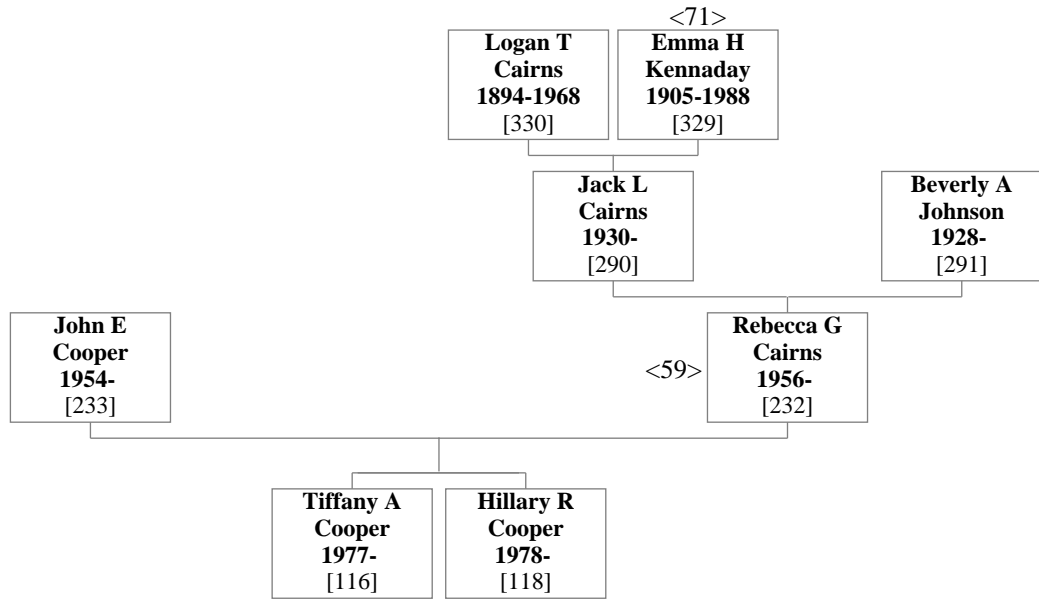 <71>
Logan T
Cairns
1894-1968
[330]
Emma H
Kennaday
1905-1988
[329]
Jack L
Cairns
1930-
[290]
Beverly A
Johnson
1928-
[291]
John E
Cooper
1954-
[233]
<59>
Rebecca G
Cairns
1956-
[232]
Tiffany A
Cooper
1977-
[116]
Hillary R
Cooper
1978-
[118]